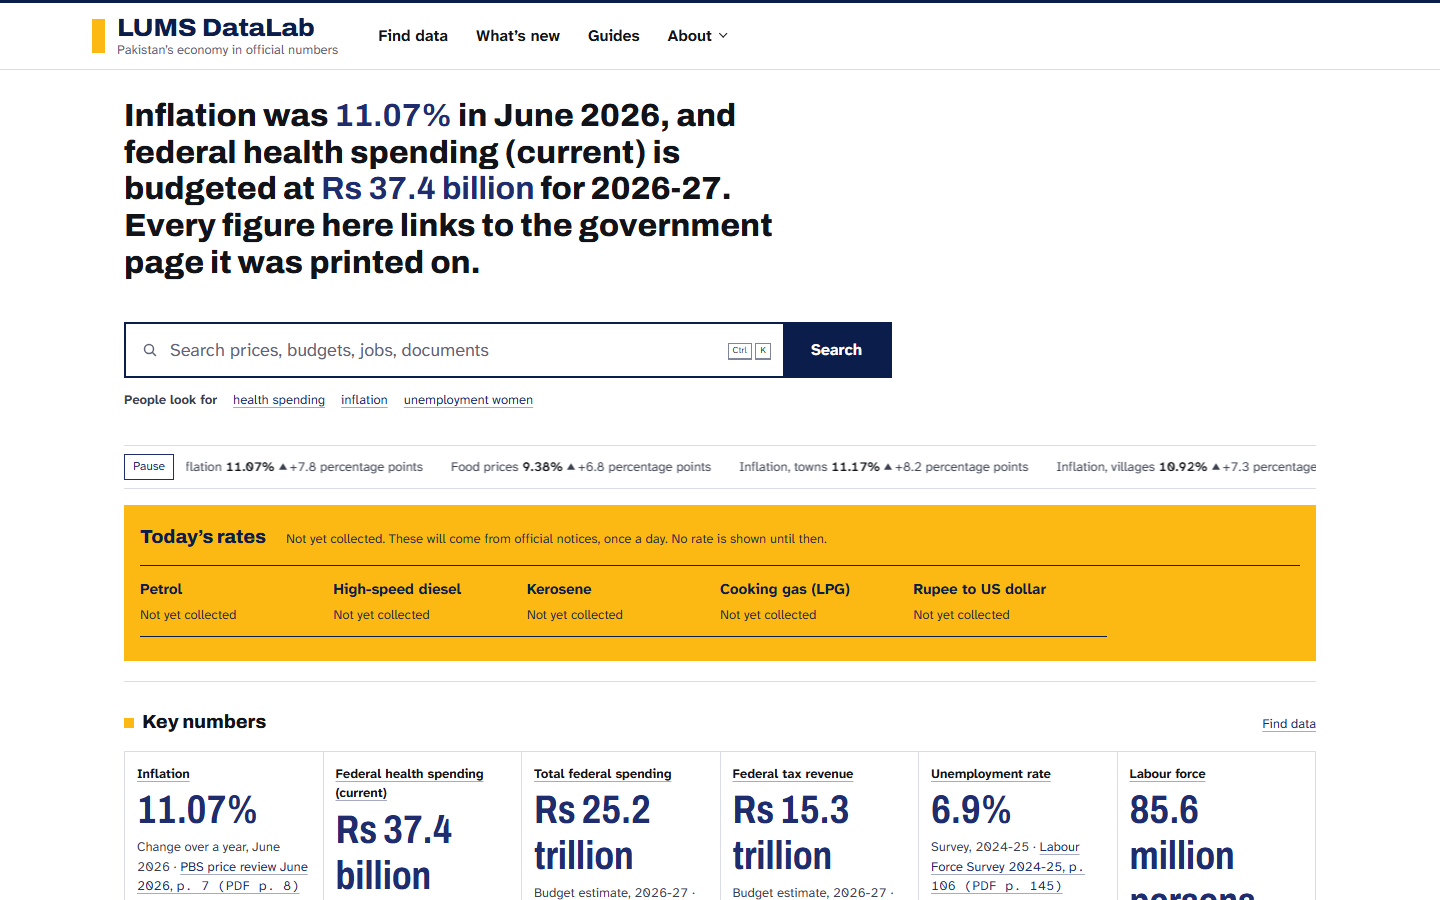 LUMS DataLab
Pakistan's economy in official numbers
Find data
What's new
Guides
About
Inflation was 11.07% in June 2026, and
federal health spending (current) is
budgeted at Rs 37.4 billion for 2026-27.
Every figure here links to the government
page it was printed on.
Search prices, budgets, jobs, documents
Ctrl K
Search
People look for health spending inflation unemployment women
Pause
flation 11.07% ▲+7.8 percentage points Food prices 9.38% ▲+6.8 percentage points Inflation, towns 11.17% ▲+8.2 percentage points Inflation, villages 10.92% ▲+7.3 percentage
Today's rates Not yet collected. These will come from official notices, once a day. No rate is shown until then.
Petrol
Not yet collected
High-speed diesel
Not yet collected
Kerosene
Not yet collected
Cooking gas (LPG)
Not yet collected
Rupee to US dollar
Not yet collected
Key numbers
Find data
Inflation
11.07%
Change over a year, June
2026 · PBS price review June
2026, p. 7 (PDF p. 8)
Federal health spending
(current)
Rs 37.4
billion
Total federal spending
Rs 25.2
trillion
Budget estimate, 2026-27 ·
Federal tax revenue
Rs 15.3
trillion
Budget estimate, 2026-27 ·
Unemployment rate
6.9%
Survey, 2024-25 · Labour
Force Survey 2024-25, p.
106 (PDF p. 145)
Labour force
85.6
million
persons